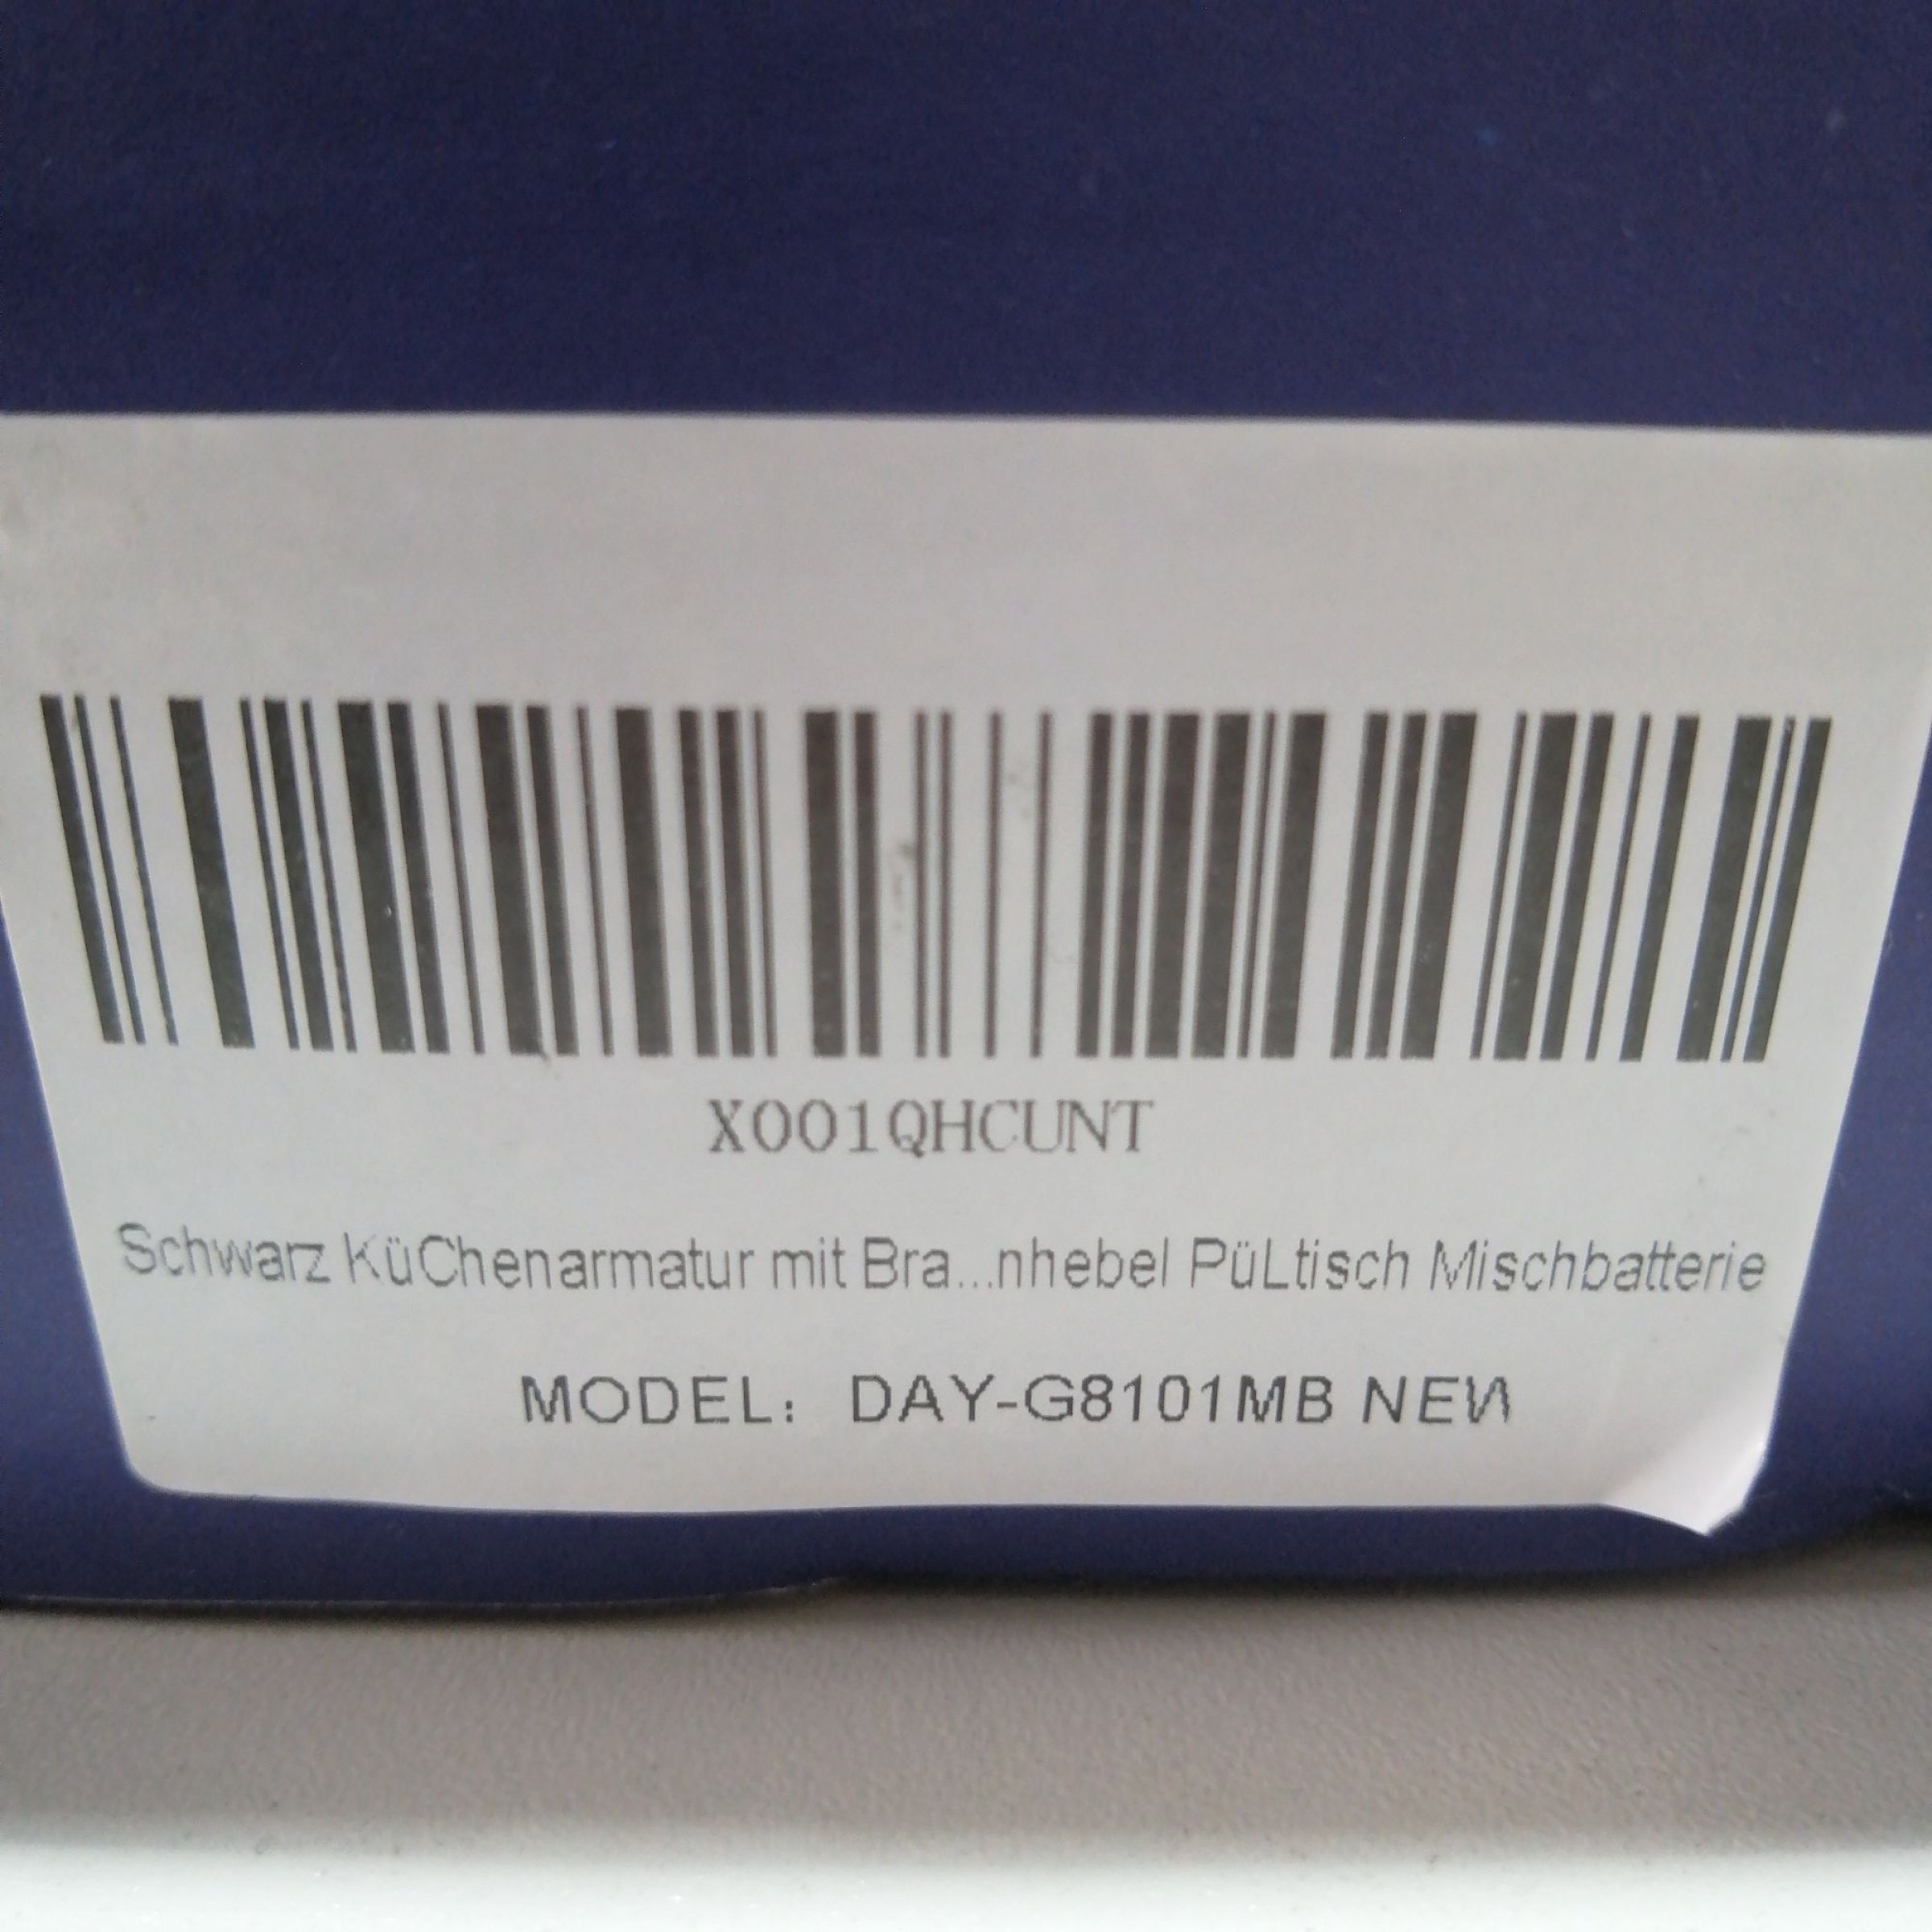 X001QHCUNT
Schwarz KüChenarmatur mit Bra...nhebel PüLtisch Mischbatterie
MODEL: DAY-G8101MB NEW